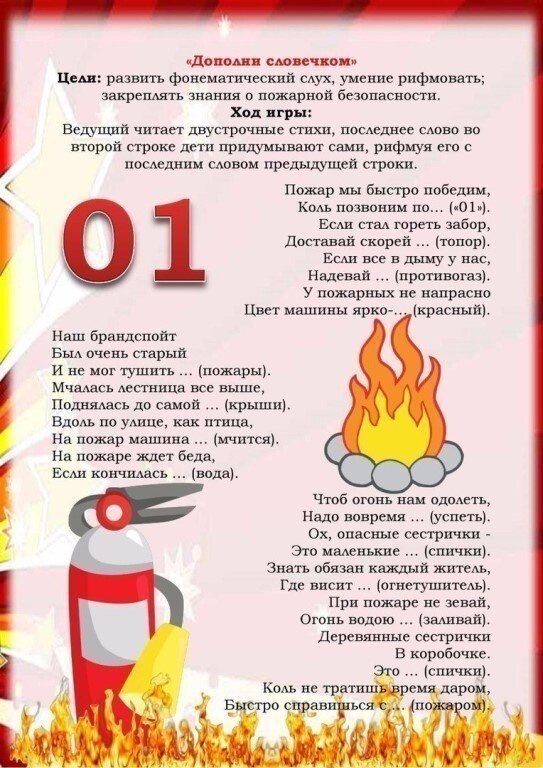 «Дополни словечком»
Цели: развить фонематический слух, умение рифмовать;
закреплять знания о пожарной безопасности.
Ход игры:
Ведущий читает двустрочные стихи, последнее слово во
второй строке дети придумывают сами, рифмуя его с
последним словом предыдущей строки.
01
Пожар мы быстро победим,
Коль позвоним по… («01»).
Если стал гореть забор,
Доставай скорей … (топор).
Если все в дыму у нас,
Надевай … (противогаз).
У пожарных не напрасно
Цвет машины ярко-… (красный).
Наш брандспойт
Был очень старый
И не мог тушить … (пожары).
Мчалась лестница все выше,
Поднялась до самой … (крыши).
Вдоль по улице, как птица,
На пожар машина … (мчится).
На пожаре ждет беда,
Если кончилась … (вода).
Чтоб огонь нам одолеть,
Надо вовремя … (успеть).
Ох, опасные сестрички -
Это маленькие … (спички).
Знать обязан каждый житель,
Где висит … (огнетушитель).
При пожаре не зевай,
Огонь водою … (заливай).
Деревянные сестрички
В коробочке.
Это … (спички).
Коль не тратишь время даром,
Быстро справишься с … (пожаром).